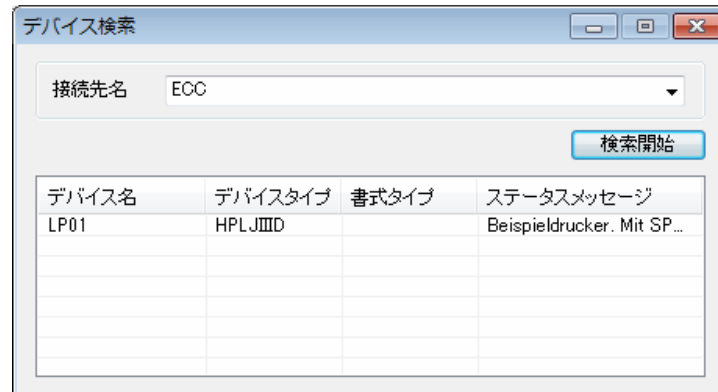 デバイス検索
接続先名 ECC
検索開始
デバイス名 デバイスタイプ 書式タイプ ステータスメッセージ
LP01 HPLJⅢD Beispieldrucker. Mit SP...